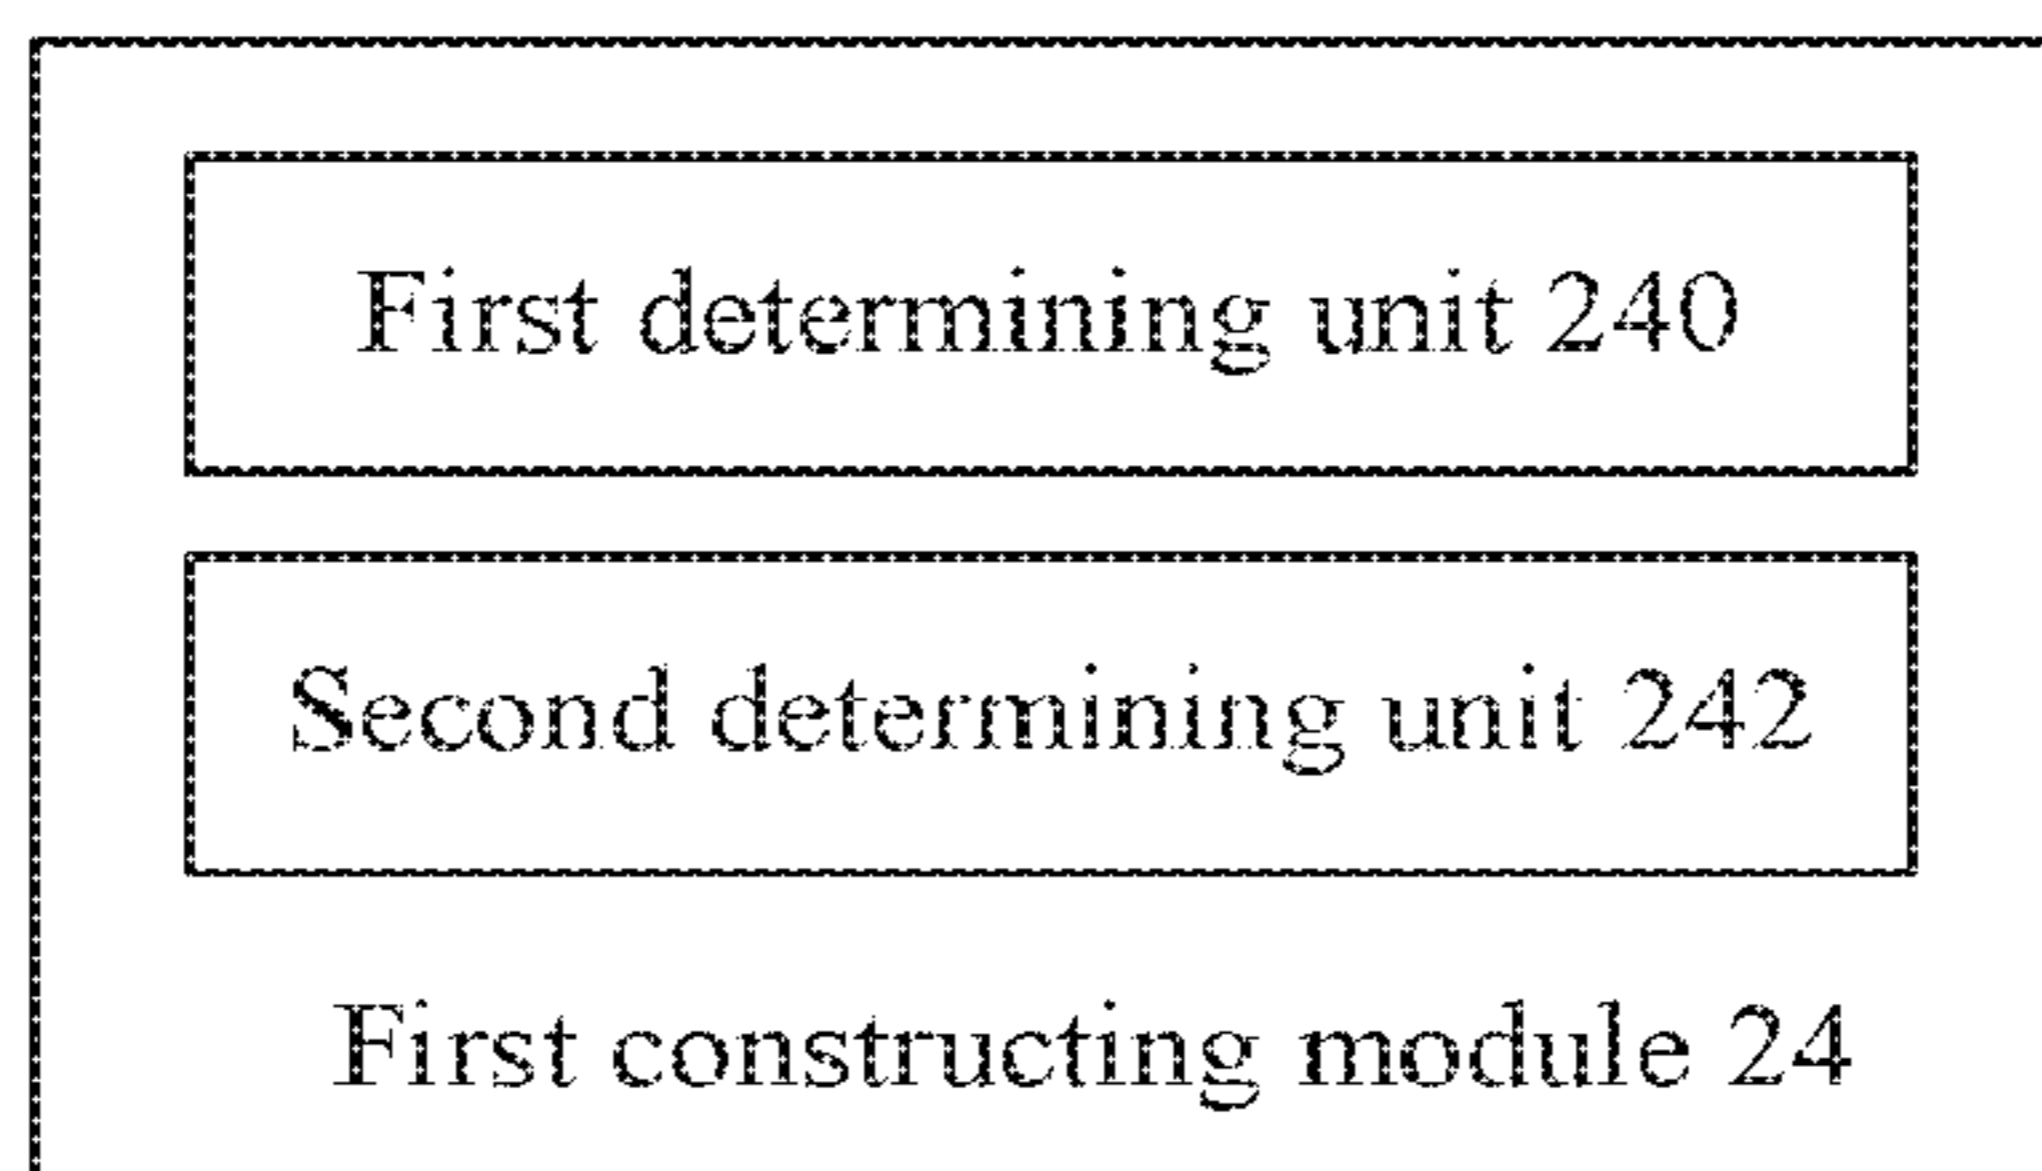 First determining unit 240
Second determining unit 242
First constructing module 24